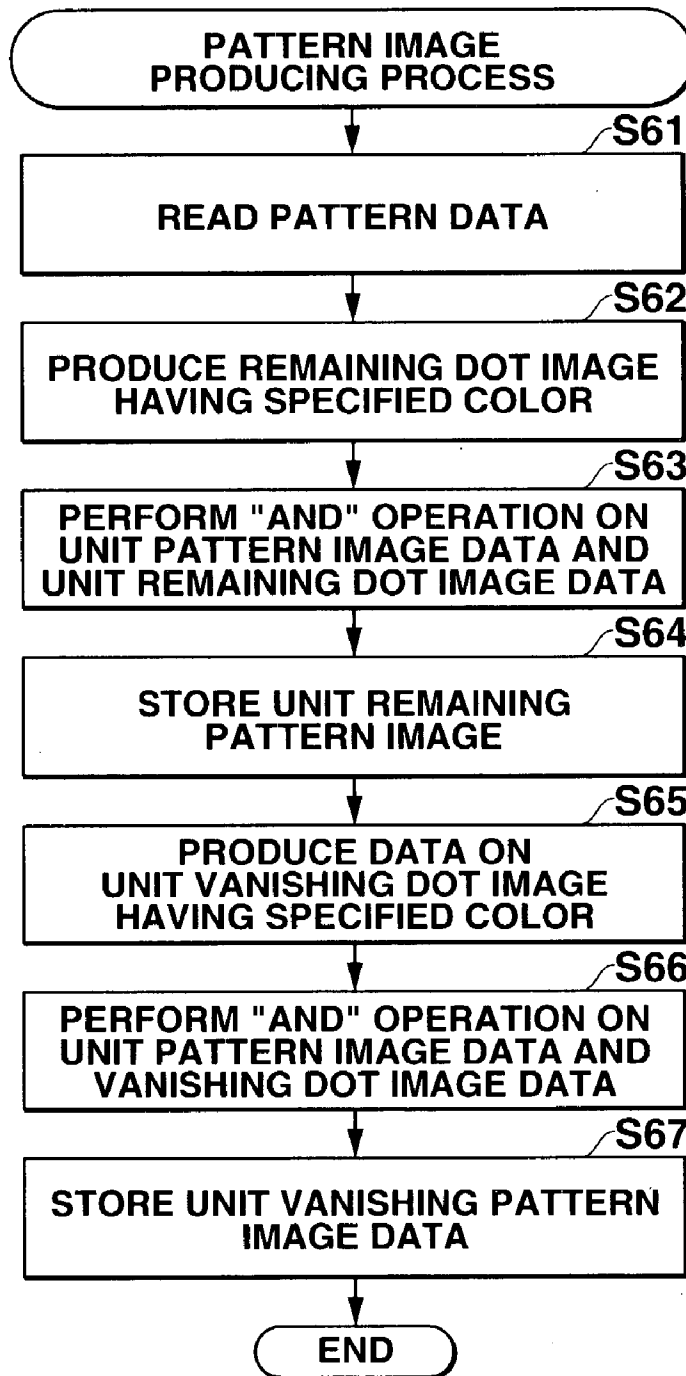 PATTERN IMAGE
PRODUCING PROCESS
S61
READ PATTERN DATA
S62
PRODUCE REMAINING DOT IMAGE
HAVING SPECIFIED COLOR
S63
PERFORM "AND" OPERATION ON
UNIT PATTERN IMAGE DATA AND
UNIT REMAINING DOT IMAGE DATA
S64
STORE UNIT REMAINING
PATTERN IMAGE
S65
PRODUCE DATA ON
UNIT VANISHING DOT IMAGE
HAVING SPECIFIED COLOR
S66
PERFORM "AND" OPERATION ON
UNIT PATTERN IMAGE DATA AND
VANISHING DOT IMAGE DATA
S67
STORE UNIT VANISHING PATTERN
IMAGE DATA
END